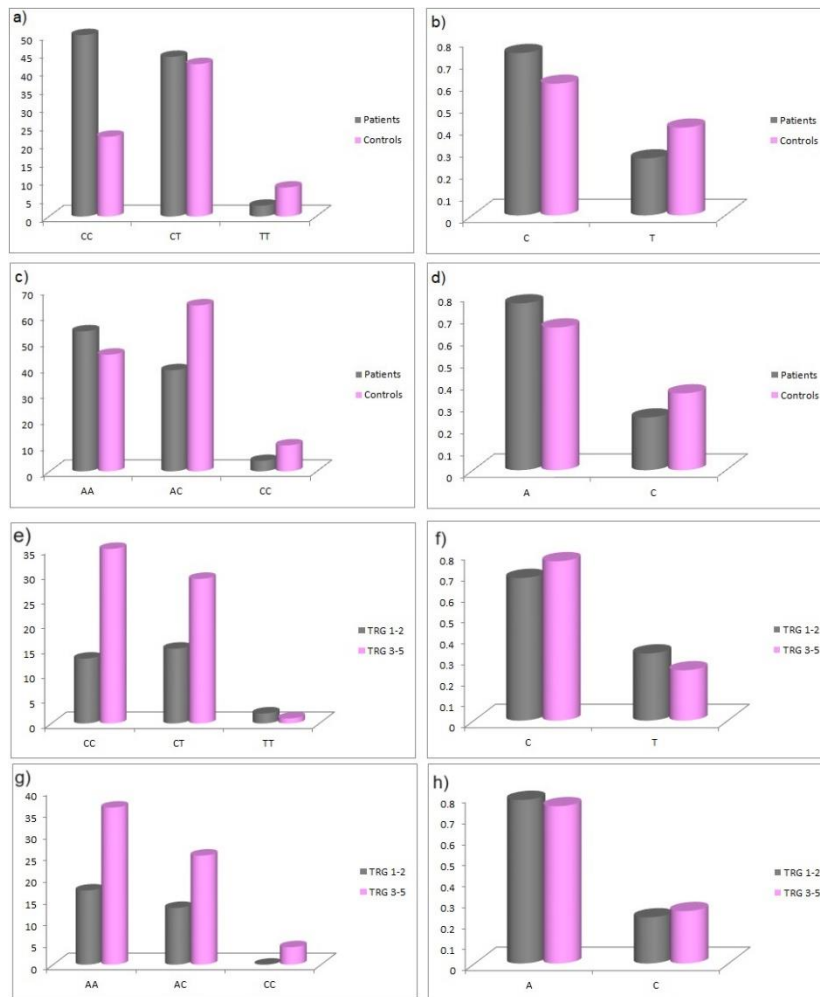 a)
50
45
40
35
30
25
20
15
10
5
0
CC CT TT
Patients
Controls
b)
0.8
0.7
0.6
0.5
0.4
0.3
0.2
0.1
0
C T
Patients
Controls
c)
70
60
50
40
30
20
10
0
AA AC CC
Patients
Controls
d)
0.8
0.7
0.6
0.5
0.4
0.3
0.2
0.1
0
A C
Patients
Controls
e)
35
30
25
20
15
10
5
0
CC CT TT
TRG 1-2
TRG 3-5
f)
0.8
0.7
0.6
0.5
0.4
0.3
0.2
0.1
0
C T
TRG 1-2
TRG 3-5
g)
40
35
30
25
20
15
10
5
0
AA AC CC
TRG 1-2
TRG 3-5
h)
0.8
0.7
0.6
0.5
0.4
0.3
0.2
0.1
0
A C
TRG 1-2
TRG 3-5